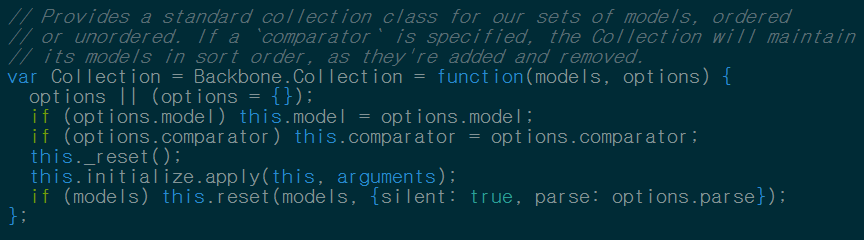 // Provides a standard collection class for our sets of models, ordered
// or unordered. If a `comparator` is specified, the Collection will maintain
// its models in sort order, as they're added and removed.
var Collection = Backbone.Collection = function(models, options) {
  options || (options = {});
  if (options.model) this.model = options.model;
  if (options.comparator) this.comparator = options.comparator;
  this._reset();
  this.initialize.apply(this, arguments);
  if (models) this.reset(models, {silent: true, parse: options.parse});
};